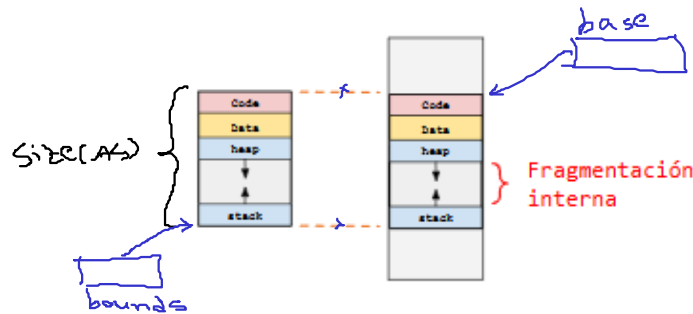 base
Code
Data
heap
stack
size(AS)
bounds
Code
Data
heap
stack
Fragmentación
interna